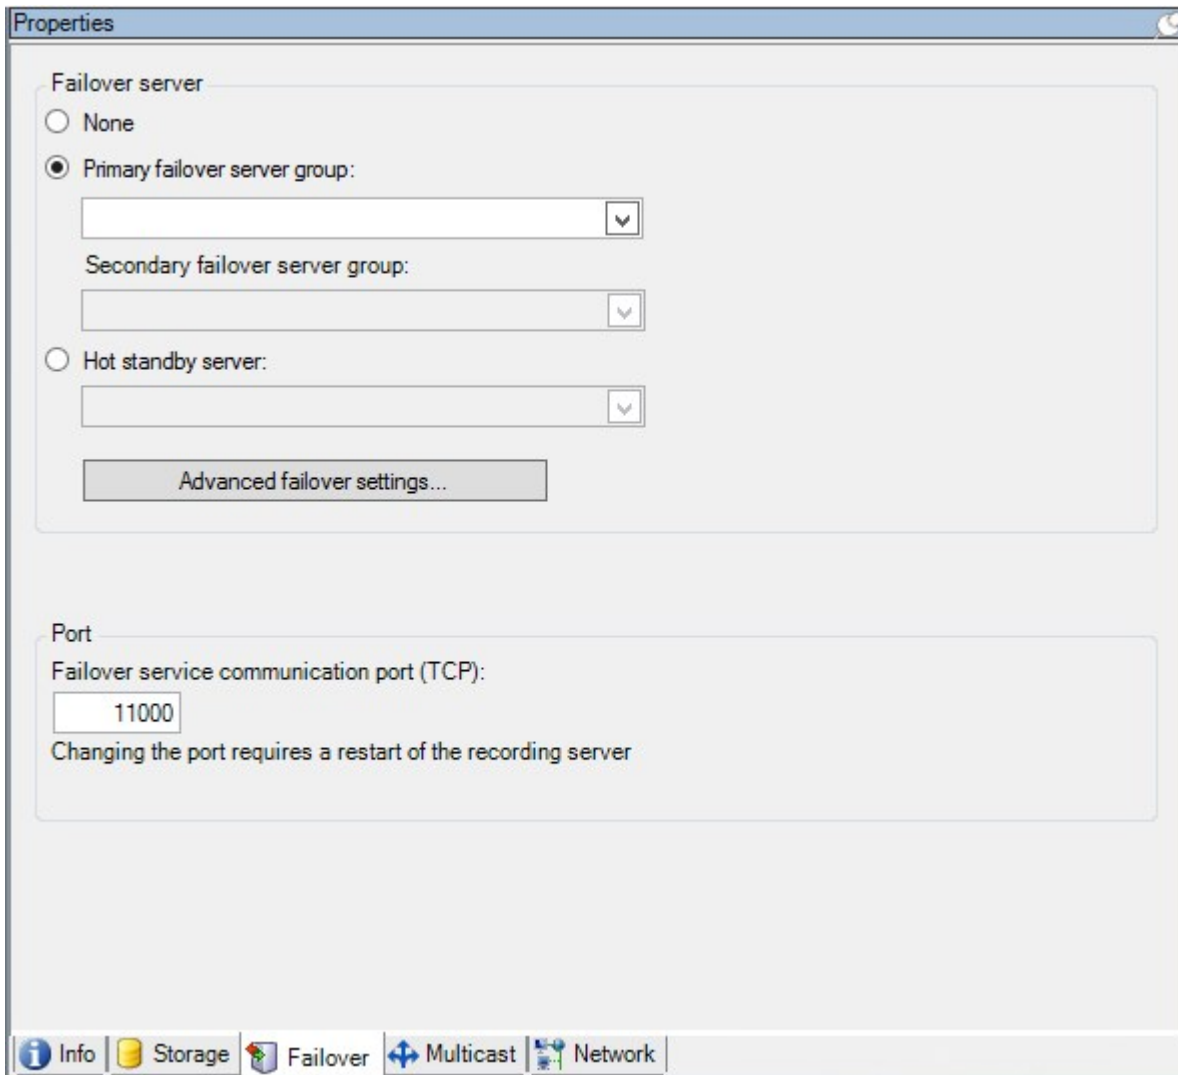 Properties
Failover server
None
Primary failover server group:
Secondary failover server group:
Hot standby server:
Advanced failover settings...
Port
Failover service communication port (TCP):
11000
Changing the port requires a restart of the recording server
Info Storage Failover Multicast Network